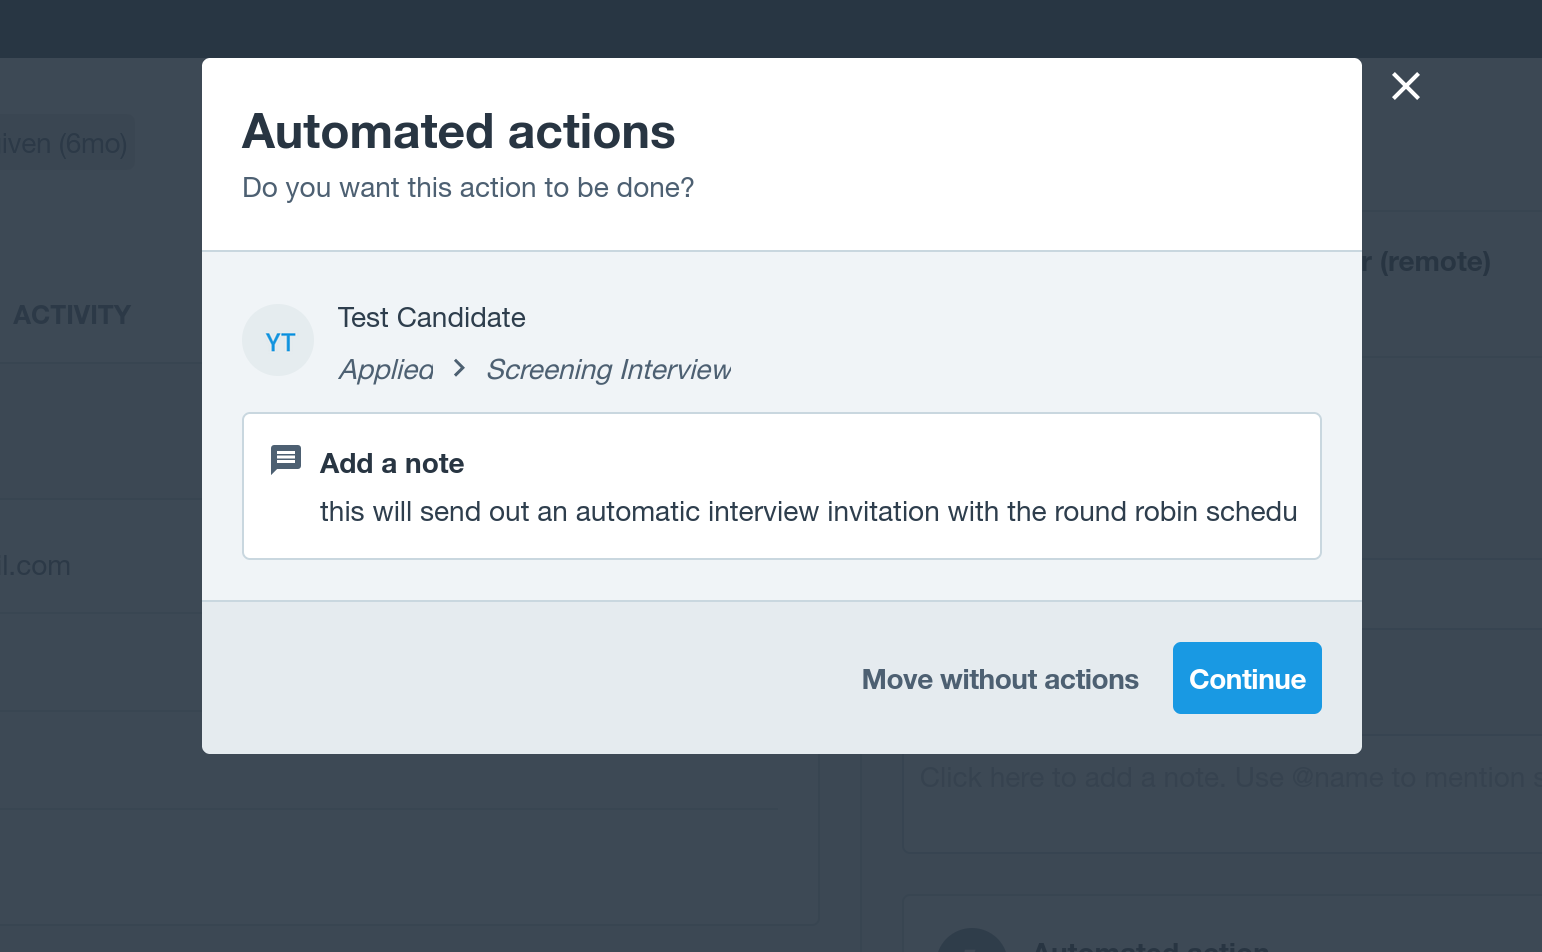 Automated actions
Do you want this action to be done?
iven (6mo)
r (remote)
ACTIVITY
YT
Test Candidate
Applied > Screening Interview
Add a note
this will send out an automatic interview invitation with the round robin schedu
l.com
Move without actions
Continue
Click here to add a note. Use @name to mention s
Automated action